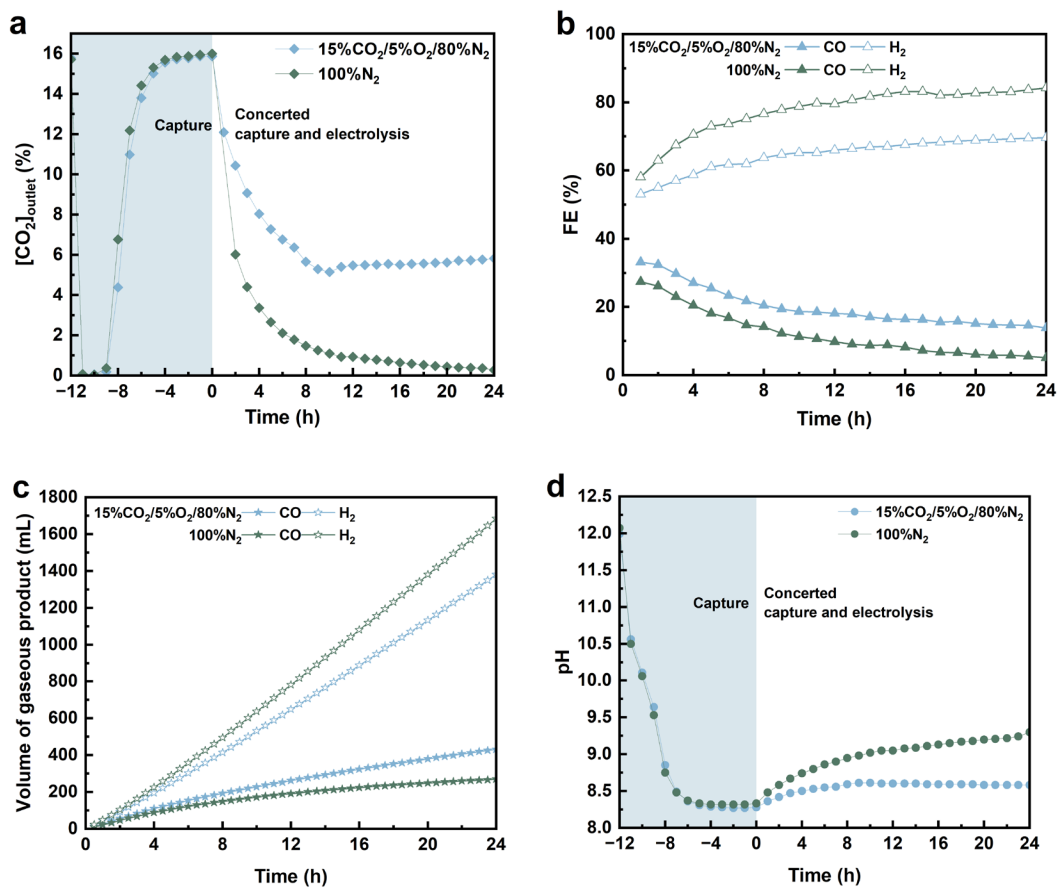 a
[CO₂]outlet (%)
16
14
12
10
8
6
4
2
0
15%CO₂/5%O₂/80%N₂
100%N₂
Capture
Concerted
capture and electrolysis
−12 −8 −4 0 4 8 12 16 20 24
Time (h)
b
FE (%)
100
80
60
40
20
0
15%CO₂/5%O₂/80%N₂ CO H₂
100%N₂ CO H₂
0 4 8 12 16 20 24
Time (h)
c
Volume of gaseous product (mL)
1800
1600
1400
1200
1000
800
600
400
200
0
15%CO₂/5%O₂/80%N₂ CO H₂
100%N₂ CO H₂
0 4 8 12 16 20 24
Time (h)
d
pH
12.5
12.0
11.5
11.0
10.5
10.0
9.5
9.0
8.5
8.0
15%CO₂/5%O₂/80%N₂
100%N₂
Capture
Concerted
capture and electrolysis
−12 −8 −4 0 4 8 12 16 20 24
Time (h)